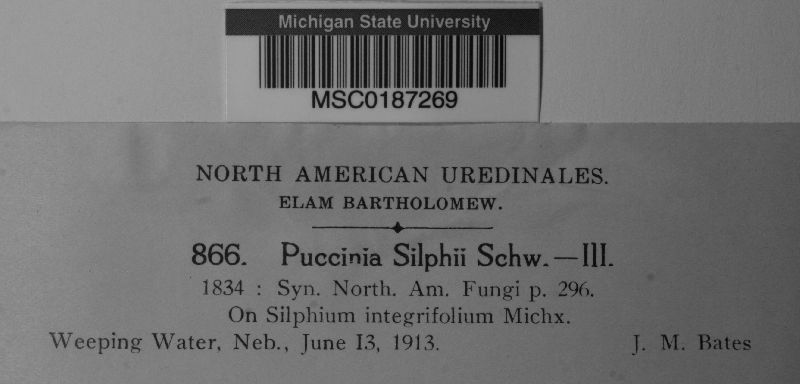 Michigan State University
MSC0187269
NORTH AMERICAN UREDINALES.
ELAM BARTHOLOMEW.
866. Puccinia Silphii Schw.—III.
1834 : Syn. North. Am. Fungi p. 296.
On Silphium integrifolium Michx.
Weeping Water, Neb., June 13, 1913. J. M. Bates